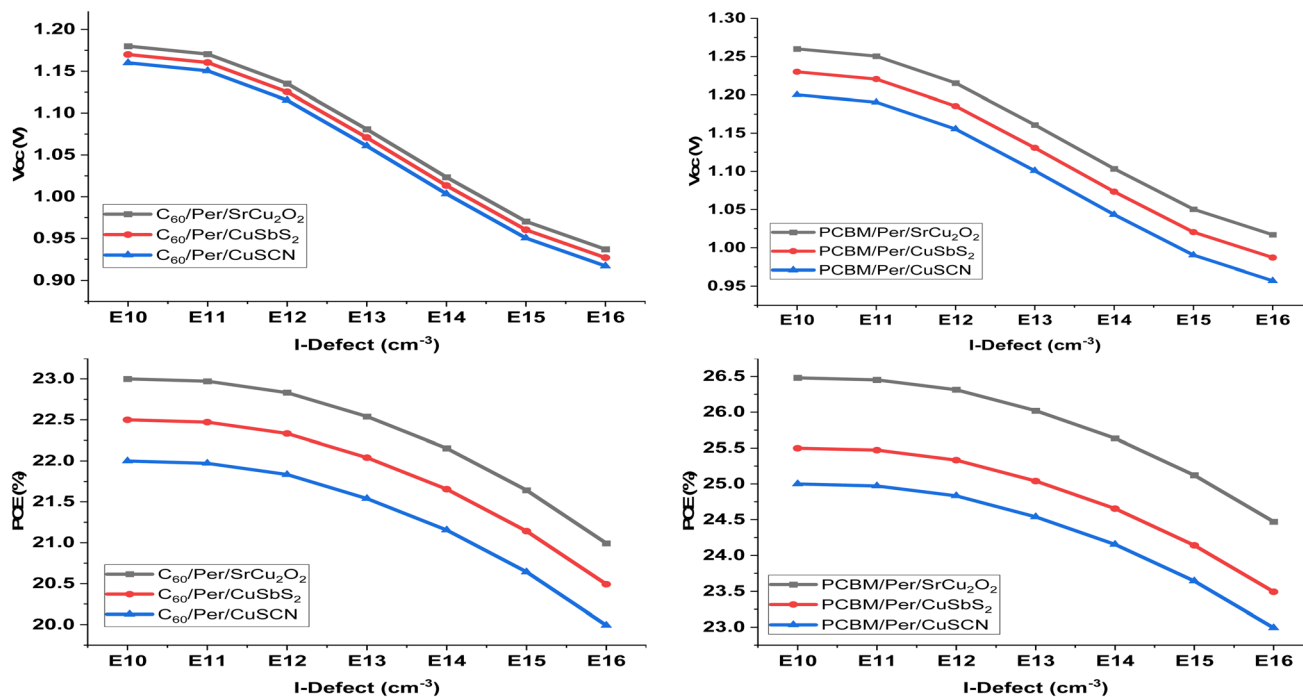 Voc (V)
1.20
1.15
1.10
1.05
1.00
0.95
0.90
C₆₀/Per/SrCu₂O₂
C₆₀/Per/CuSbS₂
C₆₀/Per/CuSCN
E10 E11 E12 E13 E14 E15 E16
I-Defect (cm⁻³)
Voc (V)
1.30
1.25
1.20
1.15
1.10
1.05
1.00
0.95
PCBM/Per/SrCu₂O₂
PCBM/Per/CuSbS₂
PCBM/Per/CuSCN
E10 E11 E12 E13 E14 E15 E16
I-Defect (cm⁻³)
PCE (%)
23.0
22.5
22.0
21.5
21.0
20.5
20.0
C₆₀/Per/SrCu₂O₂
C₆₀/Per/CuSbS₂
C₆₀/Per/CuSCN
E10 E11 E12 E13 E14 E15 E16
I-Defect (cm⁻³)
PCE (%)
26.5
26.0
25.5
25.0
24.5
24.0
23.5
23.0
PCBM/Per/SrCu₂O₂
PCBM/Per/CuSbS₂
PCBM/Per/CuSCN
E10 E11 E12 E13 E14 E15 E16
I-Defect (cm⁻³)